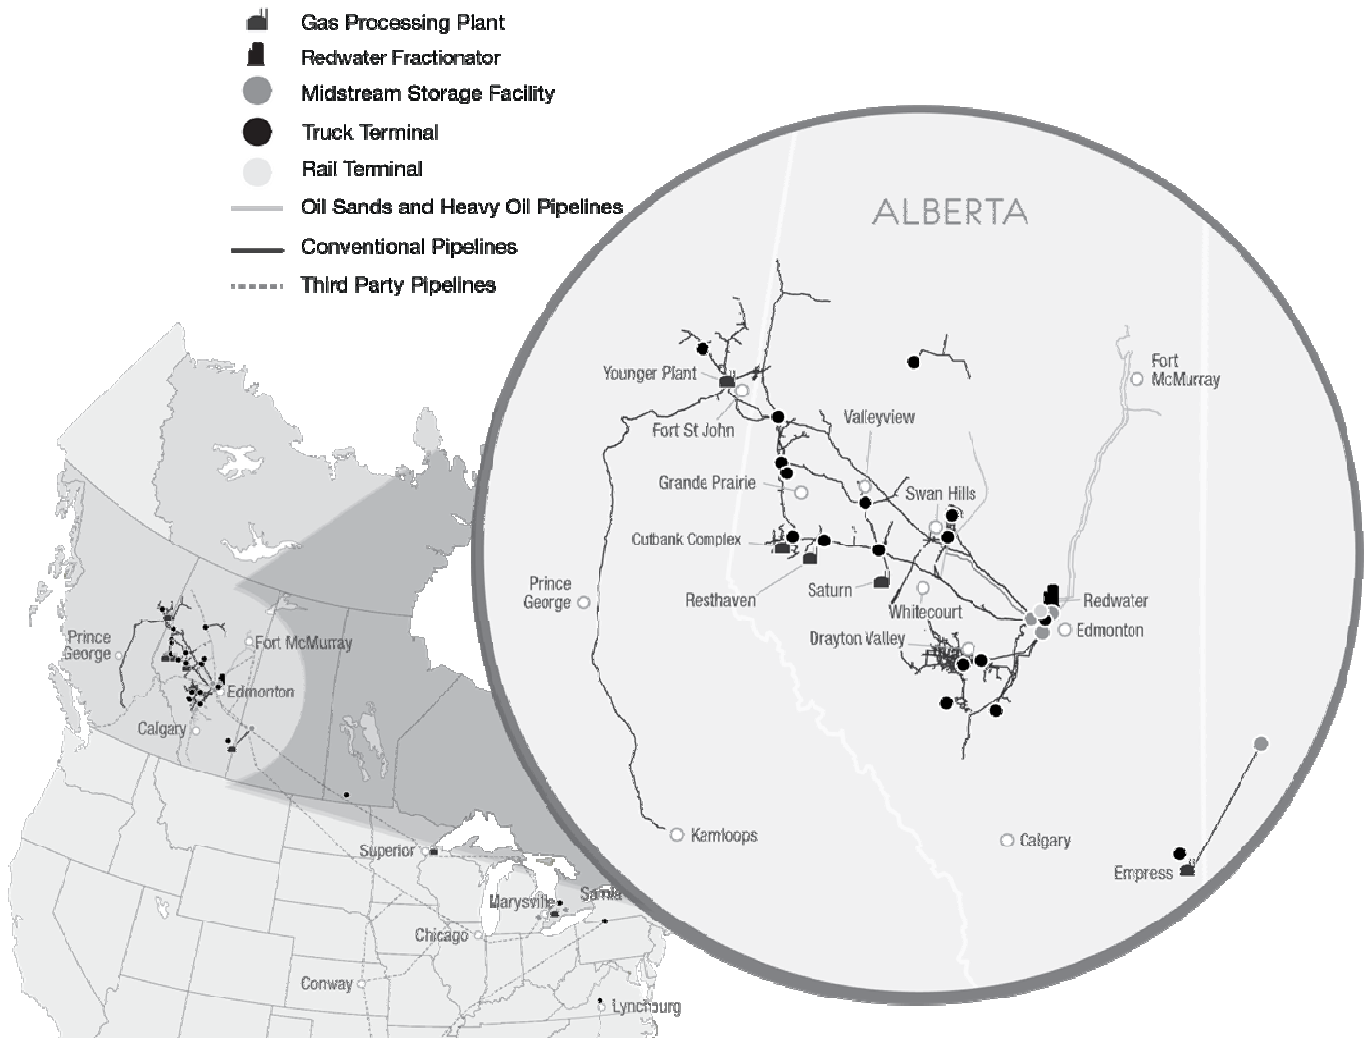 Gas Processing Plant
Redwater Fractionator
Midstream Storage Facility
Truck Terminal
Rail Terminal
Oil Sands and Heavy Oil Pipelines
Conventional Pipelines
Third Party Pipelines
ALBERTA
Fort
McMurray
Younger Plant
Fort St John
Valleyview
Grande Prairie
Swan Hills
Cutbank Complex
Prince
George
Resthaven
Saturn
Whitecourt
Redwater
Edmonton
Drayton Valley
Kamloops
Calgary
Empress
Prince
George
Fort McMurray
Edmonton
Calgary
Superior
Marysville
Sarnia
Chicago
Conway
Lynchburg